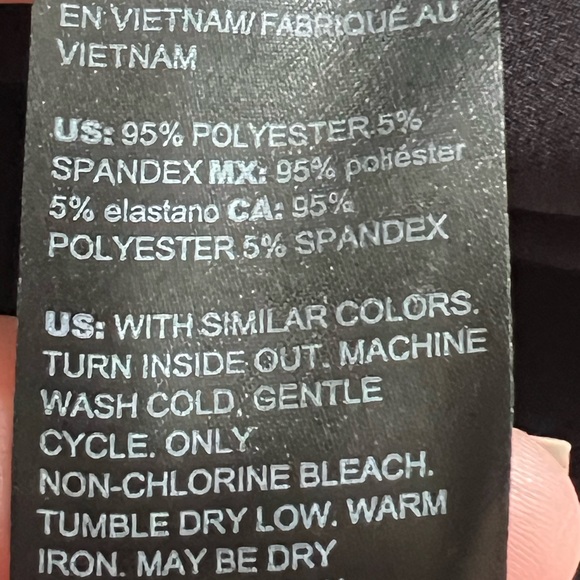 EN VIETNAM/FABRIQUÉ AU
VIETNAM
US: 95% POLYESTER 5%
SPANDEX MX: 95% poliéster
5% elastano CA: 95%
POLYESTER 5% SPANDEX
US: WITH SIMILAR COLORS.
TURN INSIDE OUT. MACHINE
WASH COLD, GENTLE
CYCLE. ONLY
NON-CHLORINE BLEACH.
TUMBLE DRY LOW. WARM
IRON. MAY BE DRY